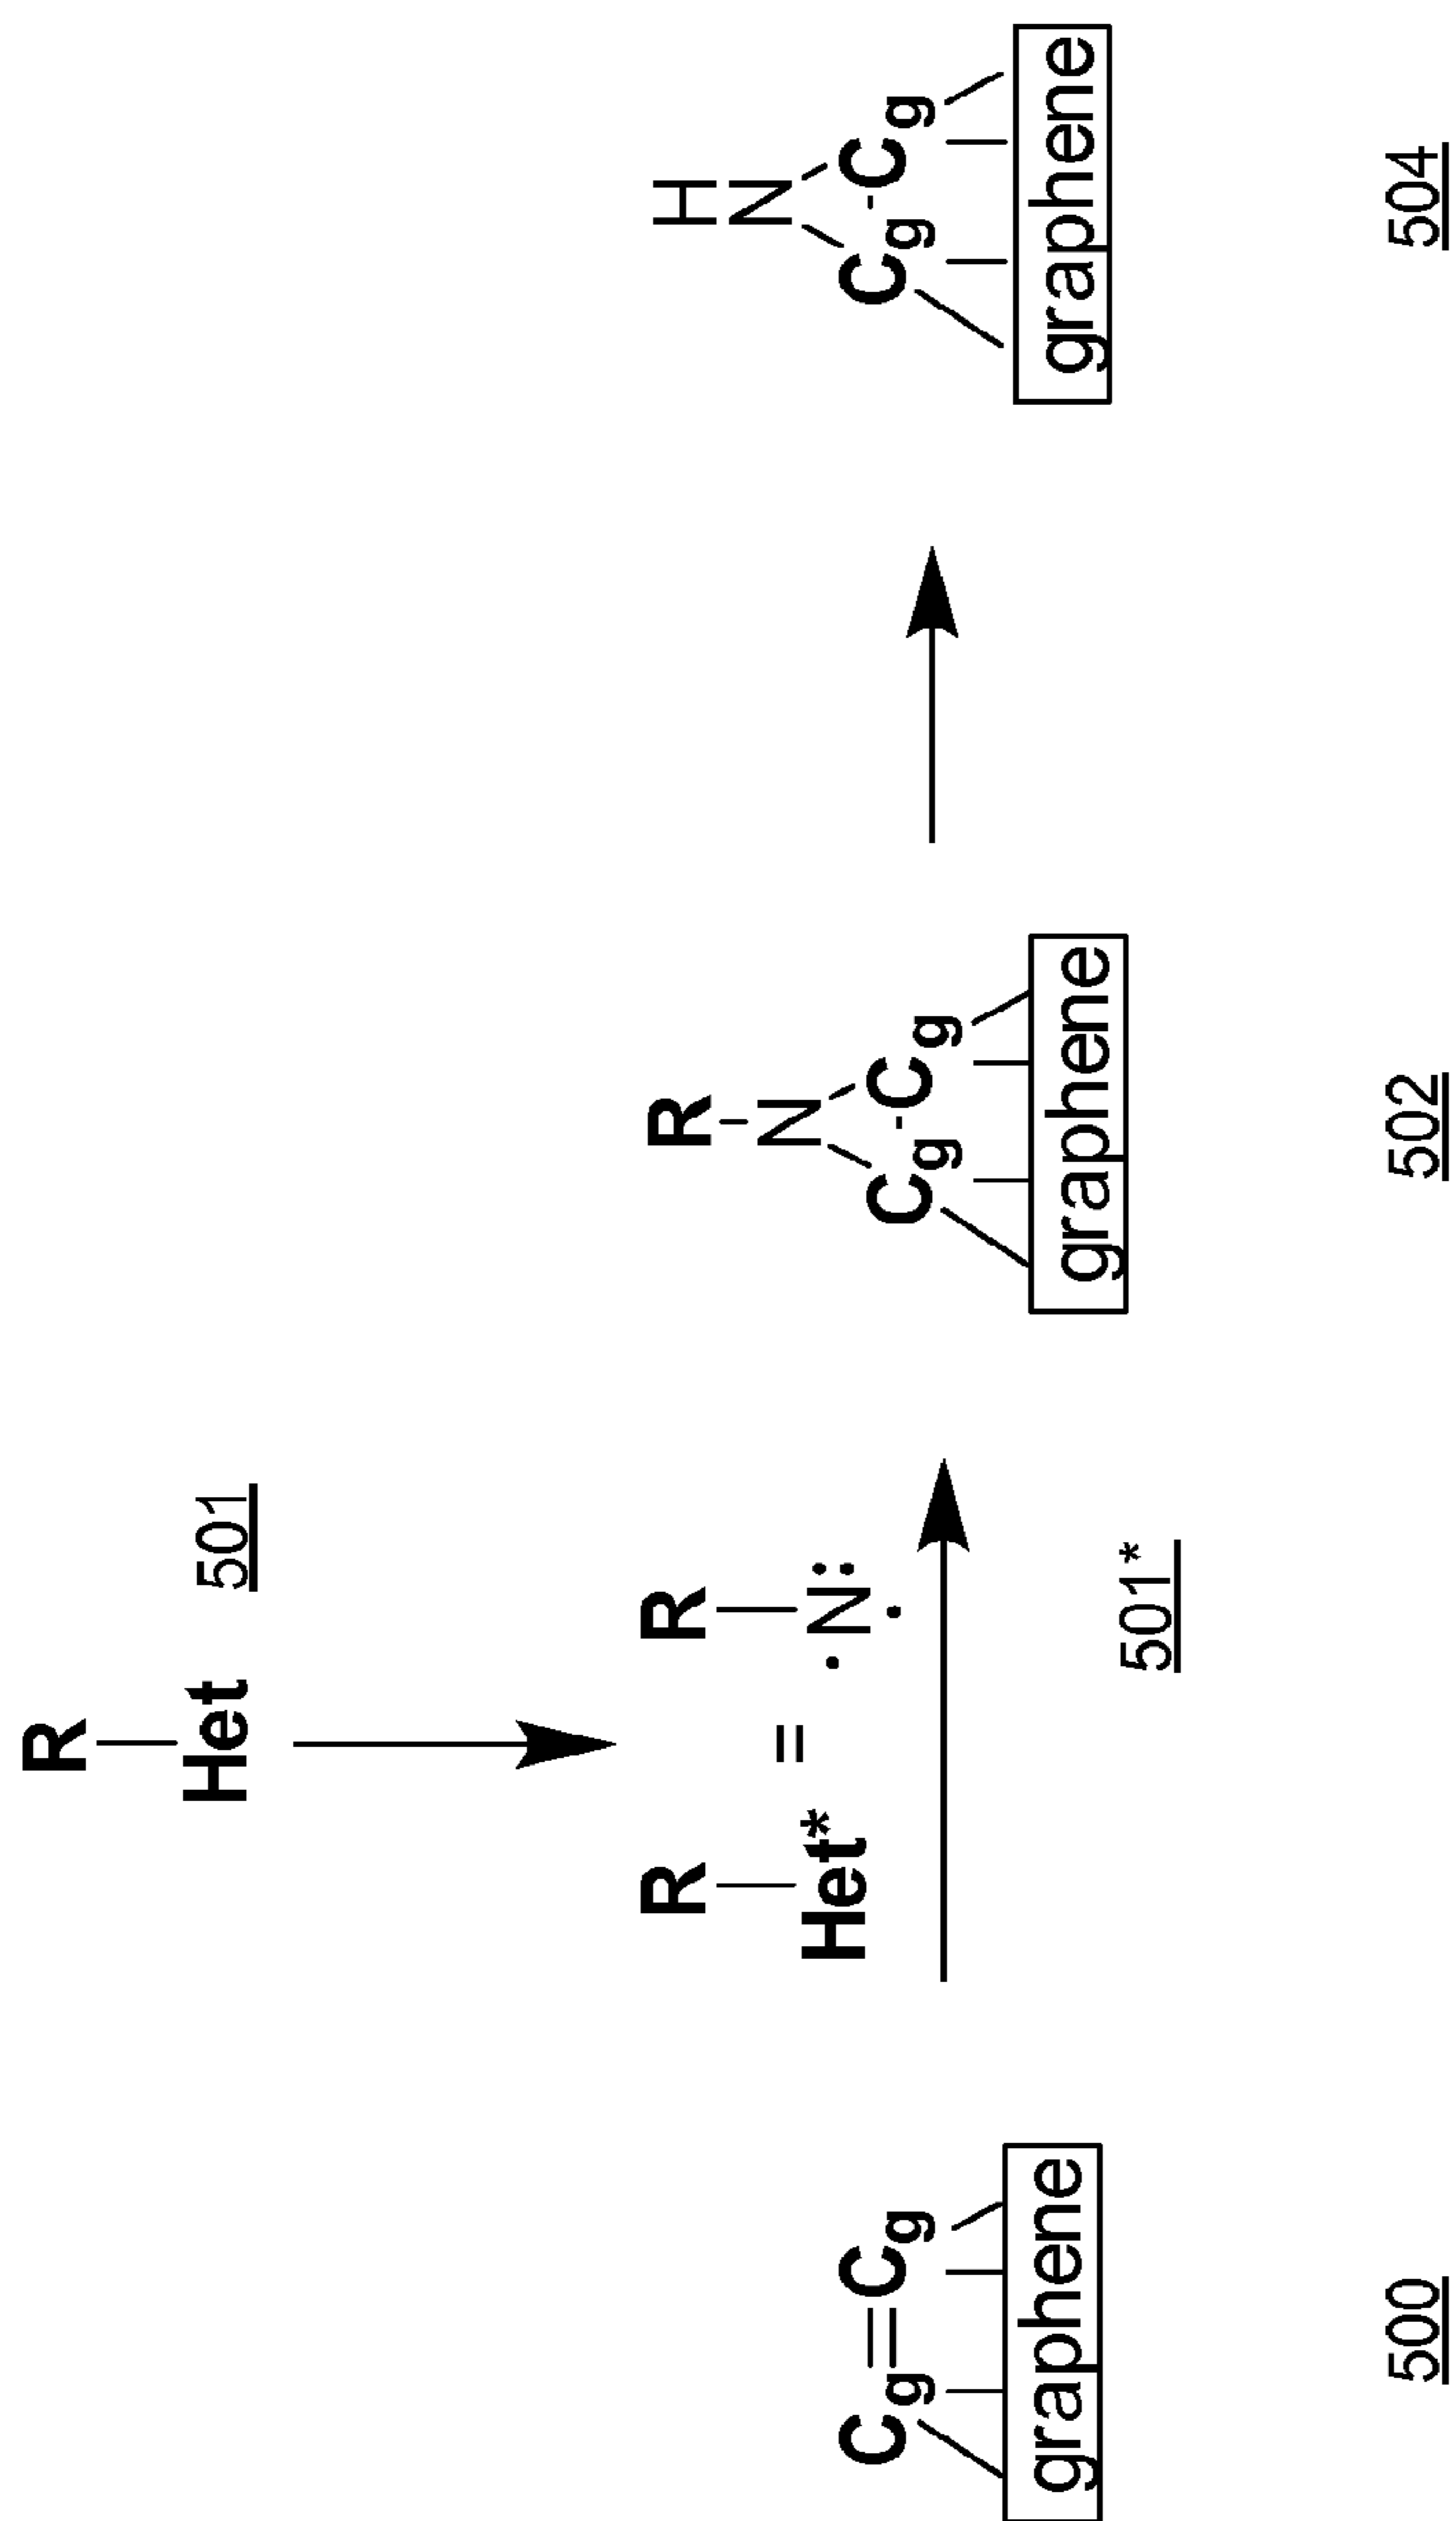 R
Het
501
R
Het*
=
R
N
501*
Cg=Cg
graphene
500
R
N
Cg-Cg
graphene
502
H
N
Cg-Cg
graphene
504